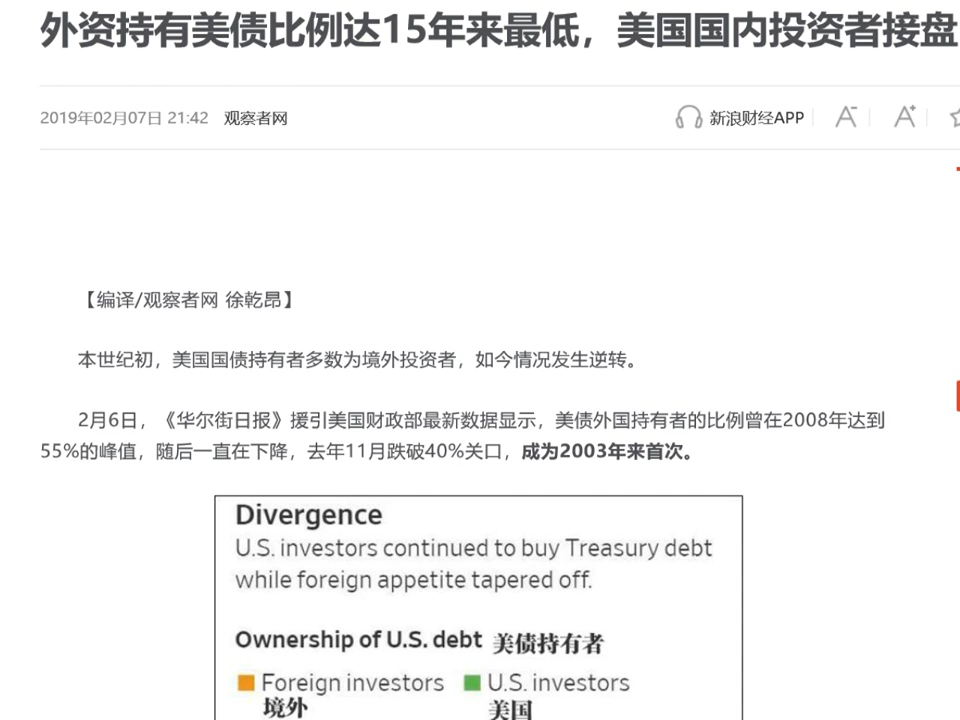 外资持有美债比例达15年来最低，美国国内投资者接盘
2019年02月07日 21:42 观察者网 新浪财经APP A- A+
【编译/观察者网 徐乾昂】
本世纪初，美国国债持有者多数为境外投资者，如今情况发生逆转。
2月6日，《华尔街日报》援引美国财政部最新数据显示，美债外国持有者的比例曾在2008年达到
55%的峰值，随后一直在下降，去年11月跌破40%关口，成为2003年来首次。
Divergence
U.S. investors continued to buy Treasury debt
while foreign appetite tapered off.
Ownership of U.S. debt 美债持有者
Foreign investors U.S. investors
境外 美国